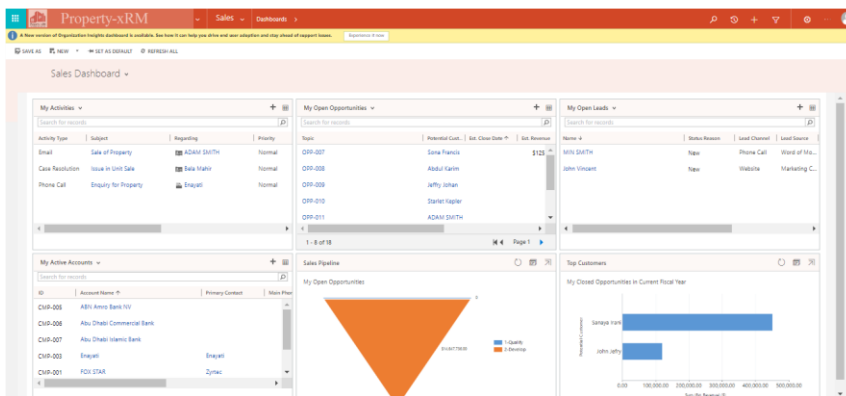 Property-xRM
Sales
Dashboards >
A New version of Organization Insights dashboard is available. See how it can help you drive end user adoption and stay ahead of support issues.
Experience it now
SAVE AS NEW SET AS DEFAULT REFRESH ALL
Sales Dashboard
My Activities
Search for records
Activity Type Subject Regarding Priority
Email Sale of Property ADAM SMITH Normal
Case Resolution Issue in Unit Sale Bela Mahir Normal
Phone Call Enquiry for Property Enayati Normal
My Open Opportunities
Search for records
Topic Potential Cust... Est. Close Date ↑ Est. Revenue
OPP-007 Sona Francis $125
OPP-008 Abdul Karim
OPP-009 Jeffry Johan
OPP-010 Starlet Kapler
OPP-011 ADAM SMITH
1 - 8 of 18 Page 1
My Open Leads
Search for records
Name ↓ Status Reason Lead Channel Lead Source
MIN SMITH New Phone Call Word of Mo...
John Vincent New Website Marketing C...
My Active Accounts
Search for records
ID Account Name ↑ Primary Contact Main Phon
CMP-005 ABN Amro Bank NV
CMP-006 Abu Dhabi Commercial Bank
CMP-007 Abu Dhabi Islamic Bank
CMP-003 Enayati Enayati
CMP-001 FOX STAR Zyntec
Sales Pipeline
My Open Opportunities
1-Qualify
2-Develop
Top Customers
My Closed Opportunities in Current Fiscal Year
Potential Customer
Sanaya Irani
John Jeffry
0.00 100,000.00 200,000.00 300,000.00 400,000.00 500,000.00